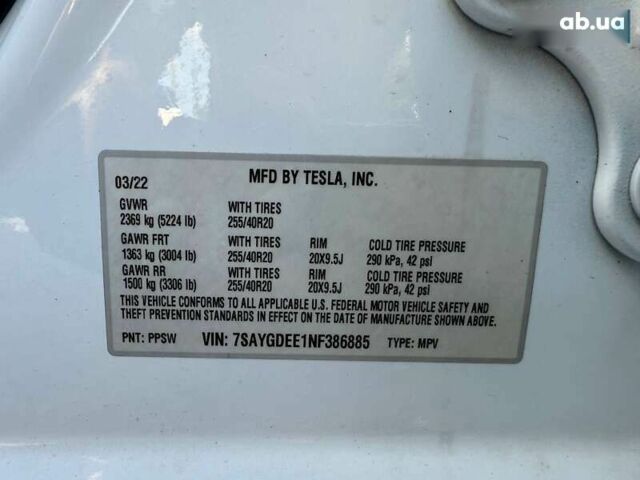 ab.ua
03/22 MFD BY TESLA, INC.
GVWR WITH TIRES
2369 kg (5224 lb) 255/40R20
GAWR FRT WITH TIRES RIM COLD TIRE PRESSURE
1363 kg (3004 lb) 255/40R20 20X9.5J 290 kPa, 42 psi
GAWR RR WITH TIRES RIM COLD TIRE PRESSURE
1500 kg (3306 lb) 255/40R20 20X9.5J 290 kPa, 42 psi
THIS VEHICLE CONFORMS TO ALL APPLICABLE U.S. FEDERAL MOTOR VEHICLE SAFETY AND
THEFT PREVENTION STANDARDS IN EFFECT ON THE DATE OF MANUFACTURE SHOWN ABOVE.
PNT: PPSW VIN: 7SAYGDEE1NF386885 TYPE: MPV